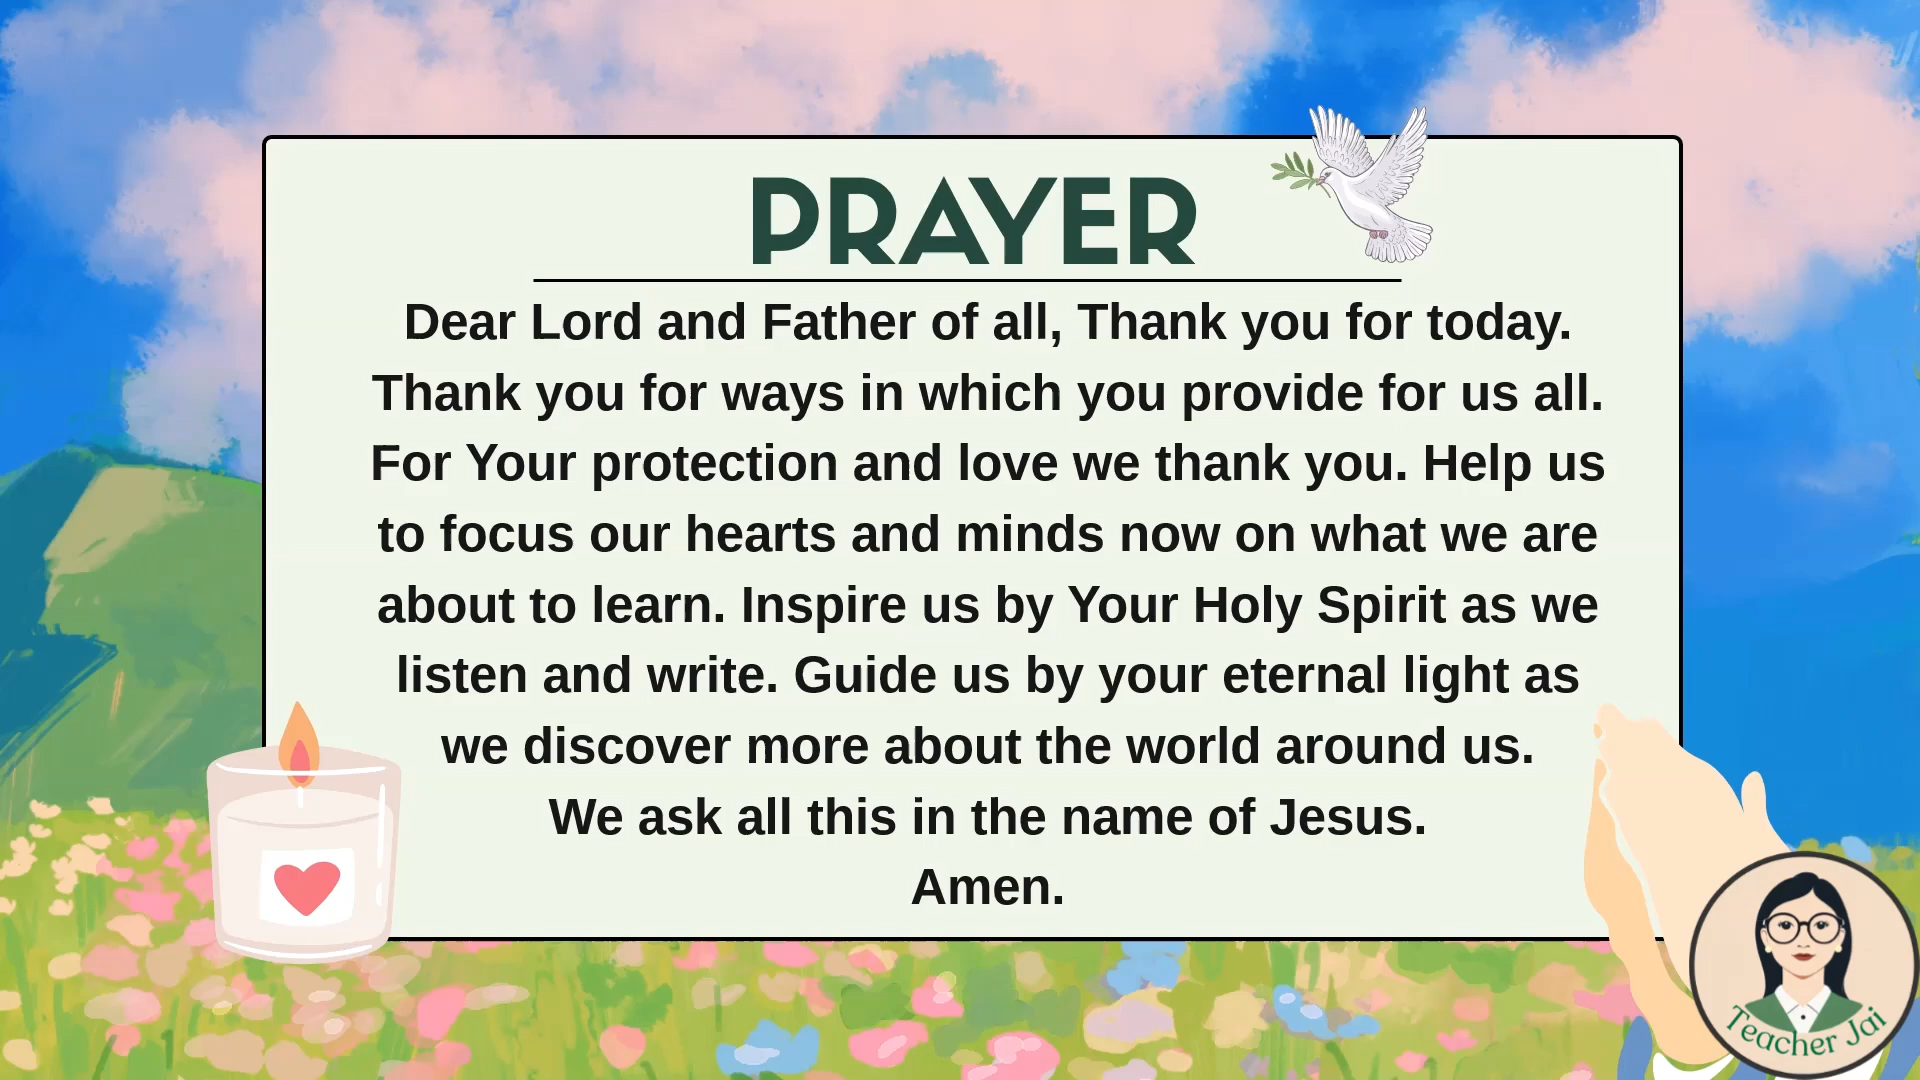 PRAYER
Dear Lord and Father of all, Thank you for today.
Thank you for ways in which you provide for us all.
For Your protection and love we thank you. Help us
to focus our hearts and minds now on what we are
about to learn. Inspire us by Your Holy Spirit as we
listen and write. Guide us by your eternal light as
we discover more about the world around us.
We ask all this in the name of Jesus.
Amen.
Teacher Jai